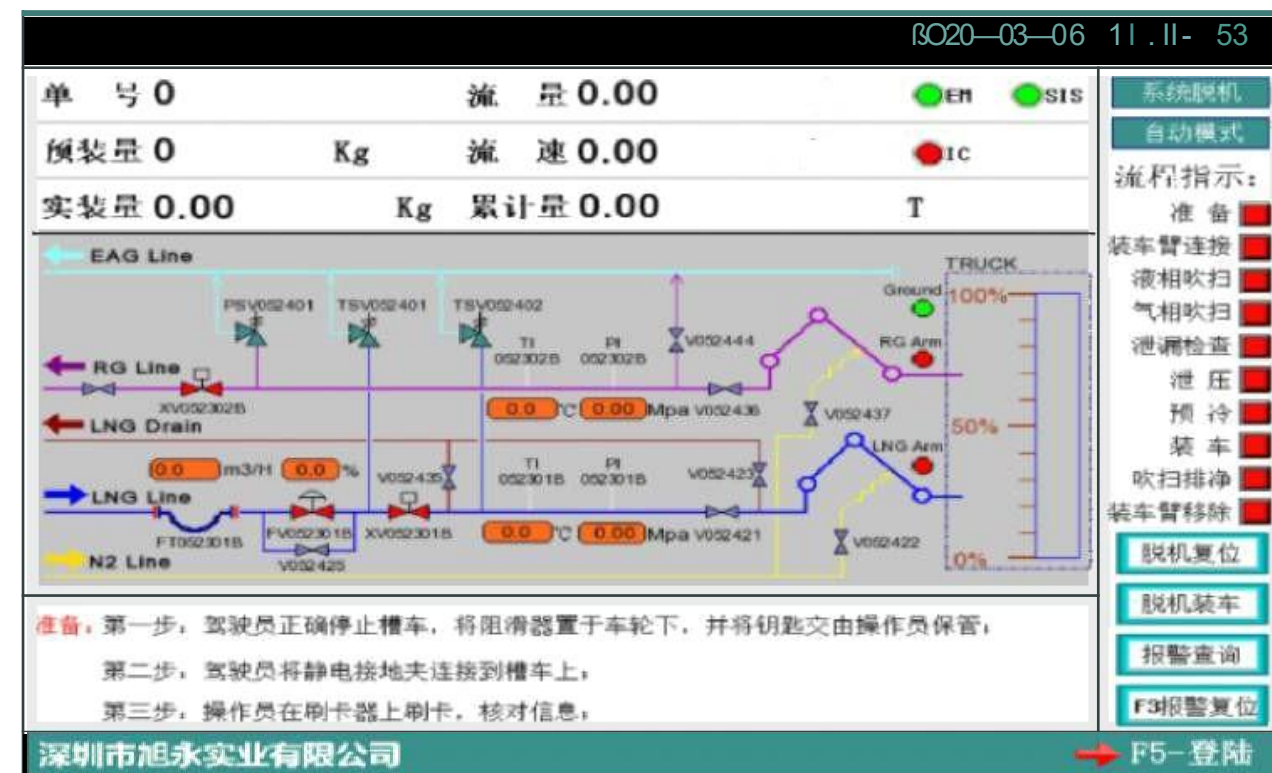 ßO20—03—06 1I.II- 53
单 号 0 流 量 0.00 EM SIS
预装量 0 Kg 流 速 0.00 IC
实装量 0.00 Kg 累计量 0.00 T
系统脱机
自动模式
流程指示:
准 备
装车臂连接
液相吹扫
气相吹扫
泄漏检查
泄 压
预 冷
装 车
吹扫排净
装车臂移除
脱机复位
脱机装车
报警查询
F3报警复位
EAG Line
TRUCK
PSV052401 TSV052401 TSV052402
Ground 100%
TI PI V052444 RG Arm
052302B 052302B
RG Line
XV052302B 0.0 ℃ 0.00 Mpa V052436 V052437
LNG Drain
50%
LNG Arm
0.0 m3/H 0.0 % V052435 TI PI V052423
052301B 052301B
LNG Line
FT052301B FV052301B XV052301B 0.0 ℃ 0.00 Mpa V052421 V052422
N2 Line V052425 0%
准备：第一步：驾驶员正确停止槽车，将阻滑器置于车轮下，并将钥匙交由操作员保管；
第二步：驾驶员将静电接地夹连接到槽车上；
第三步：操作员在刷卡器上刷卡，核对信息；
深圳市旭永实业有限公司 F5-登陆